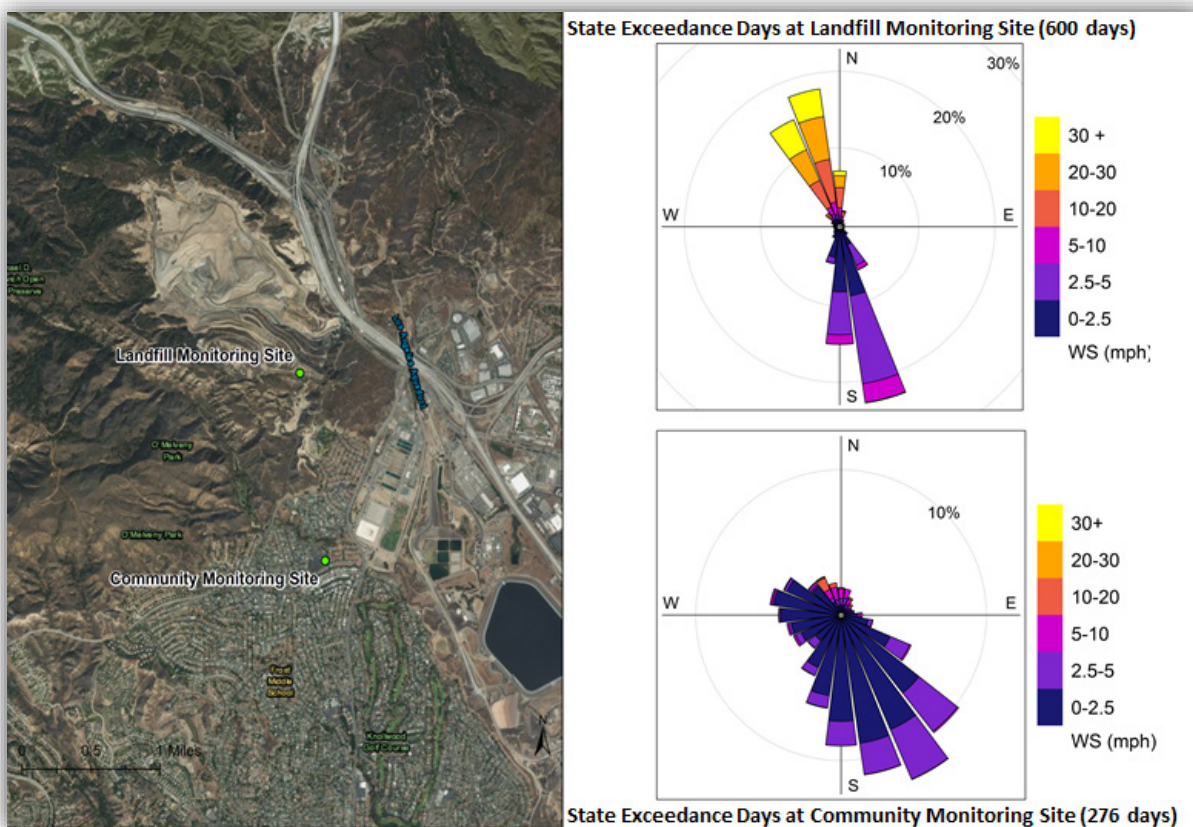 State Exceedance Days at Landfill Monitoring Site (600 days)
N
30%
20%
10%
W
E
S
30 +
20-30
10-20
5-10
2.5-5
0-2.5
WS (mph)
Landfill Monitoring Site
O'Melveny
Park
O'Melveny Park
Community Monitoring Site
Frost
Middle
School
Knollwood
Golf Course
N
0 0.5 1 Miles
N
10%
W
E
S
30+
20-30
10-20
5-10
2.5-5
0-2.5
WS (mph)
State Exceedance Days at Community Monitoring Site (276 days)